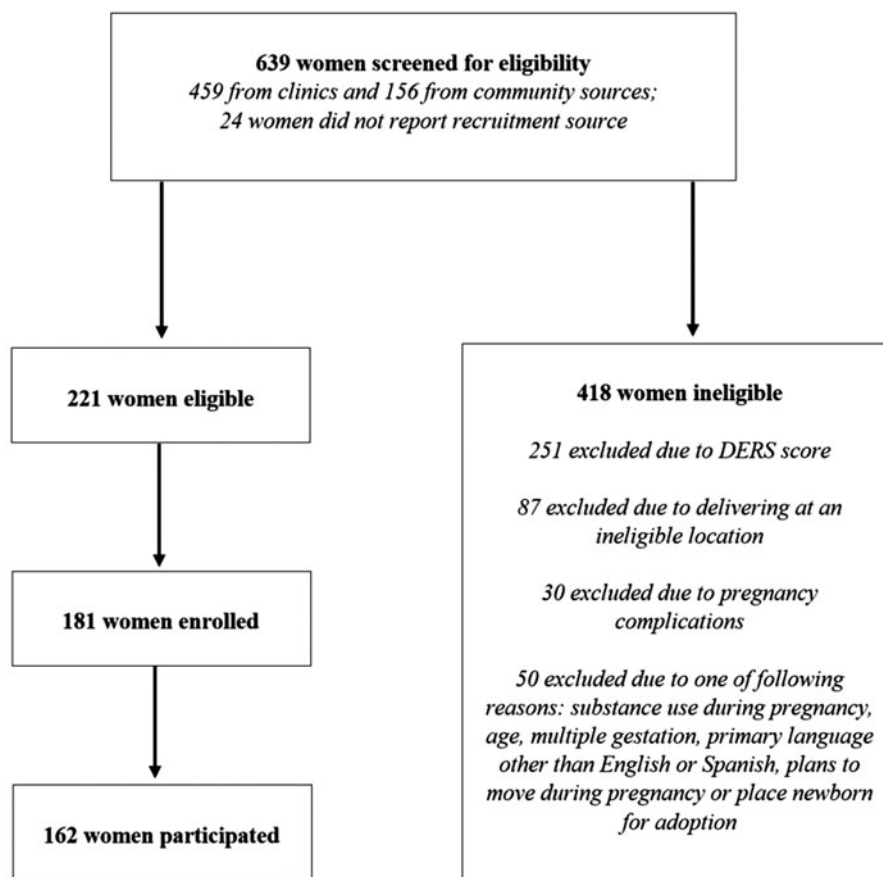 639 women screened for eligibility
459 from clinics and 156 from community sources;
24 women did not report recruitment source
221 women eligible
181 women enrolled
162 women participated
418 women ineligible
251 excluded due to DERS score
87 excluded due to delivering at an
ineligible location
30 excluded due to pregnancy
complications
50 excluded due to one of following
reasons: substance use during pregnancy,
age, multiple gestation, primary language
other than English or Spanish, plans to
move during pregnancy or place newborn
for adoption